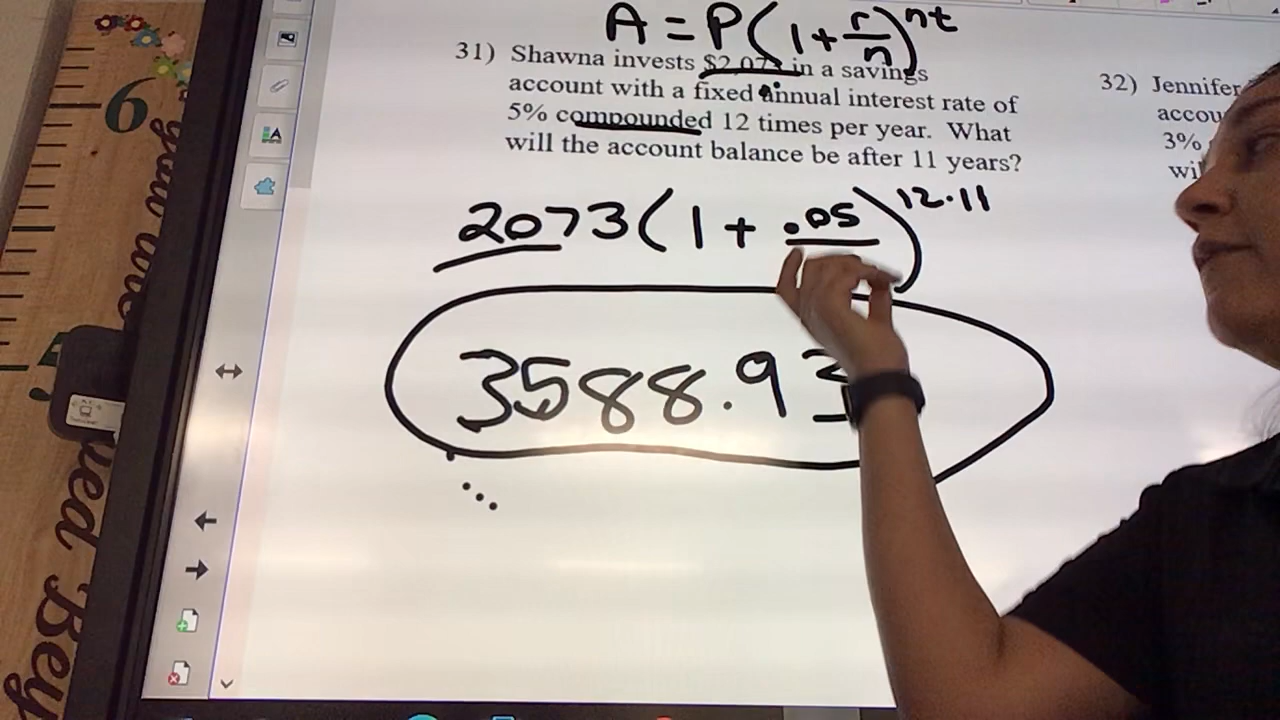 A = P(1 + r/n)^nt
31) Shawna invests $2,073 in a savings
account with a fixed annual interest rate of
5% compounded 12 times per year. What
will the account balance be after 11 years?
2073(1 + .05)^12·11
3588.93
32) Jennifer
3%
6